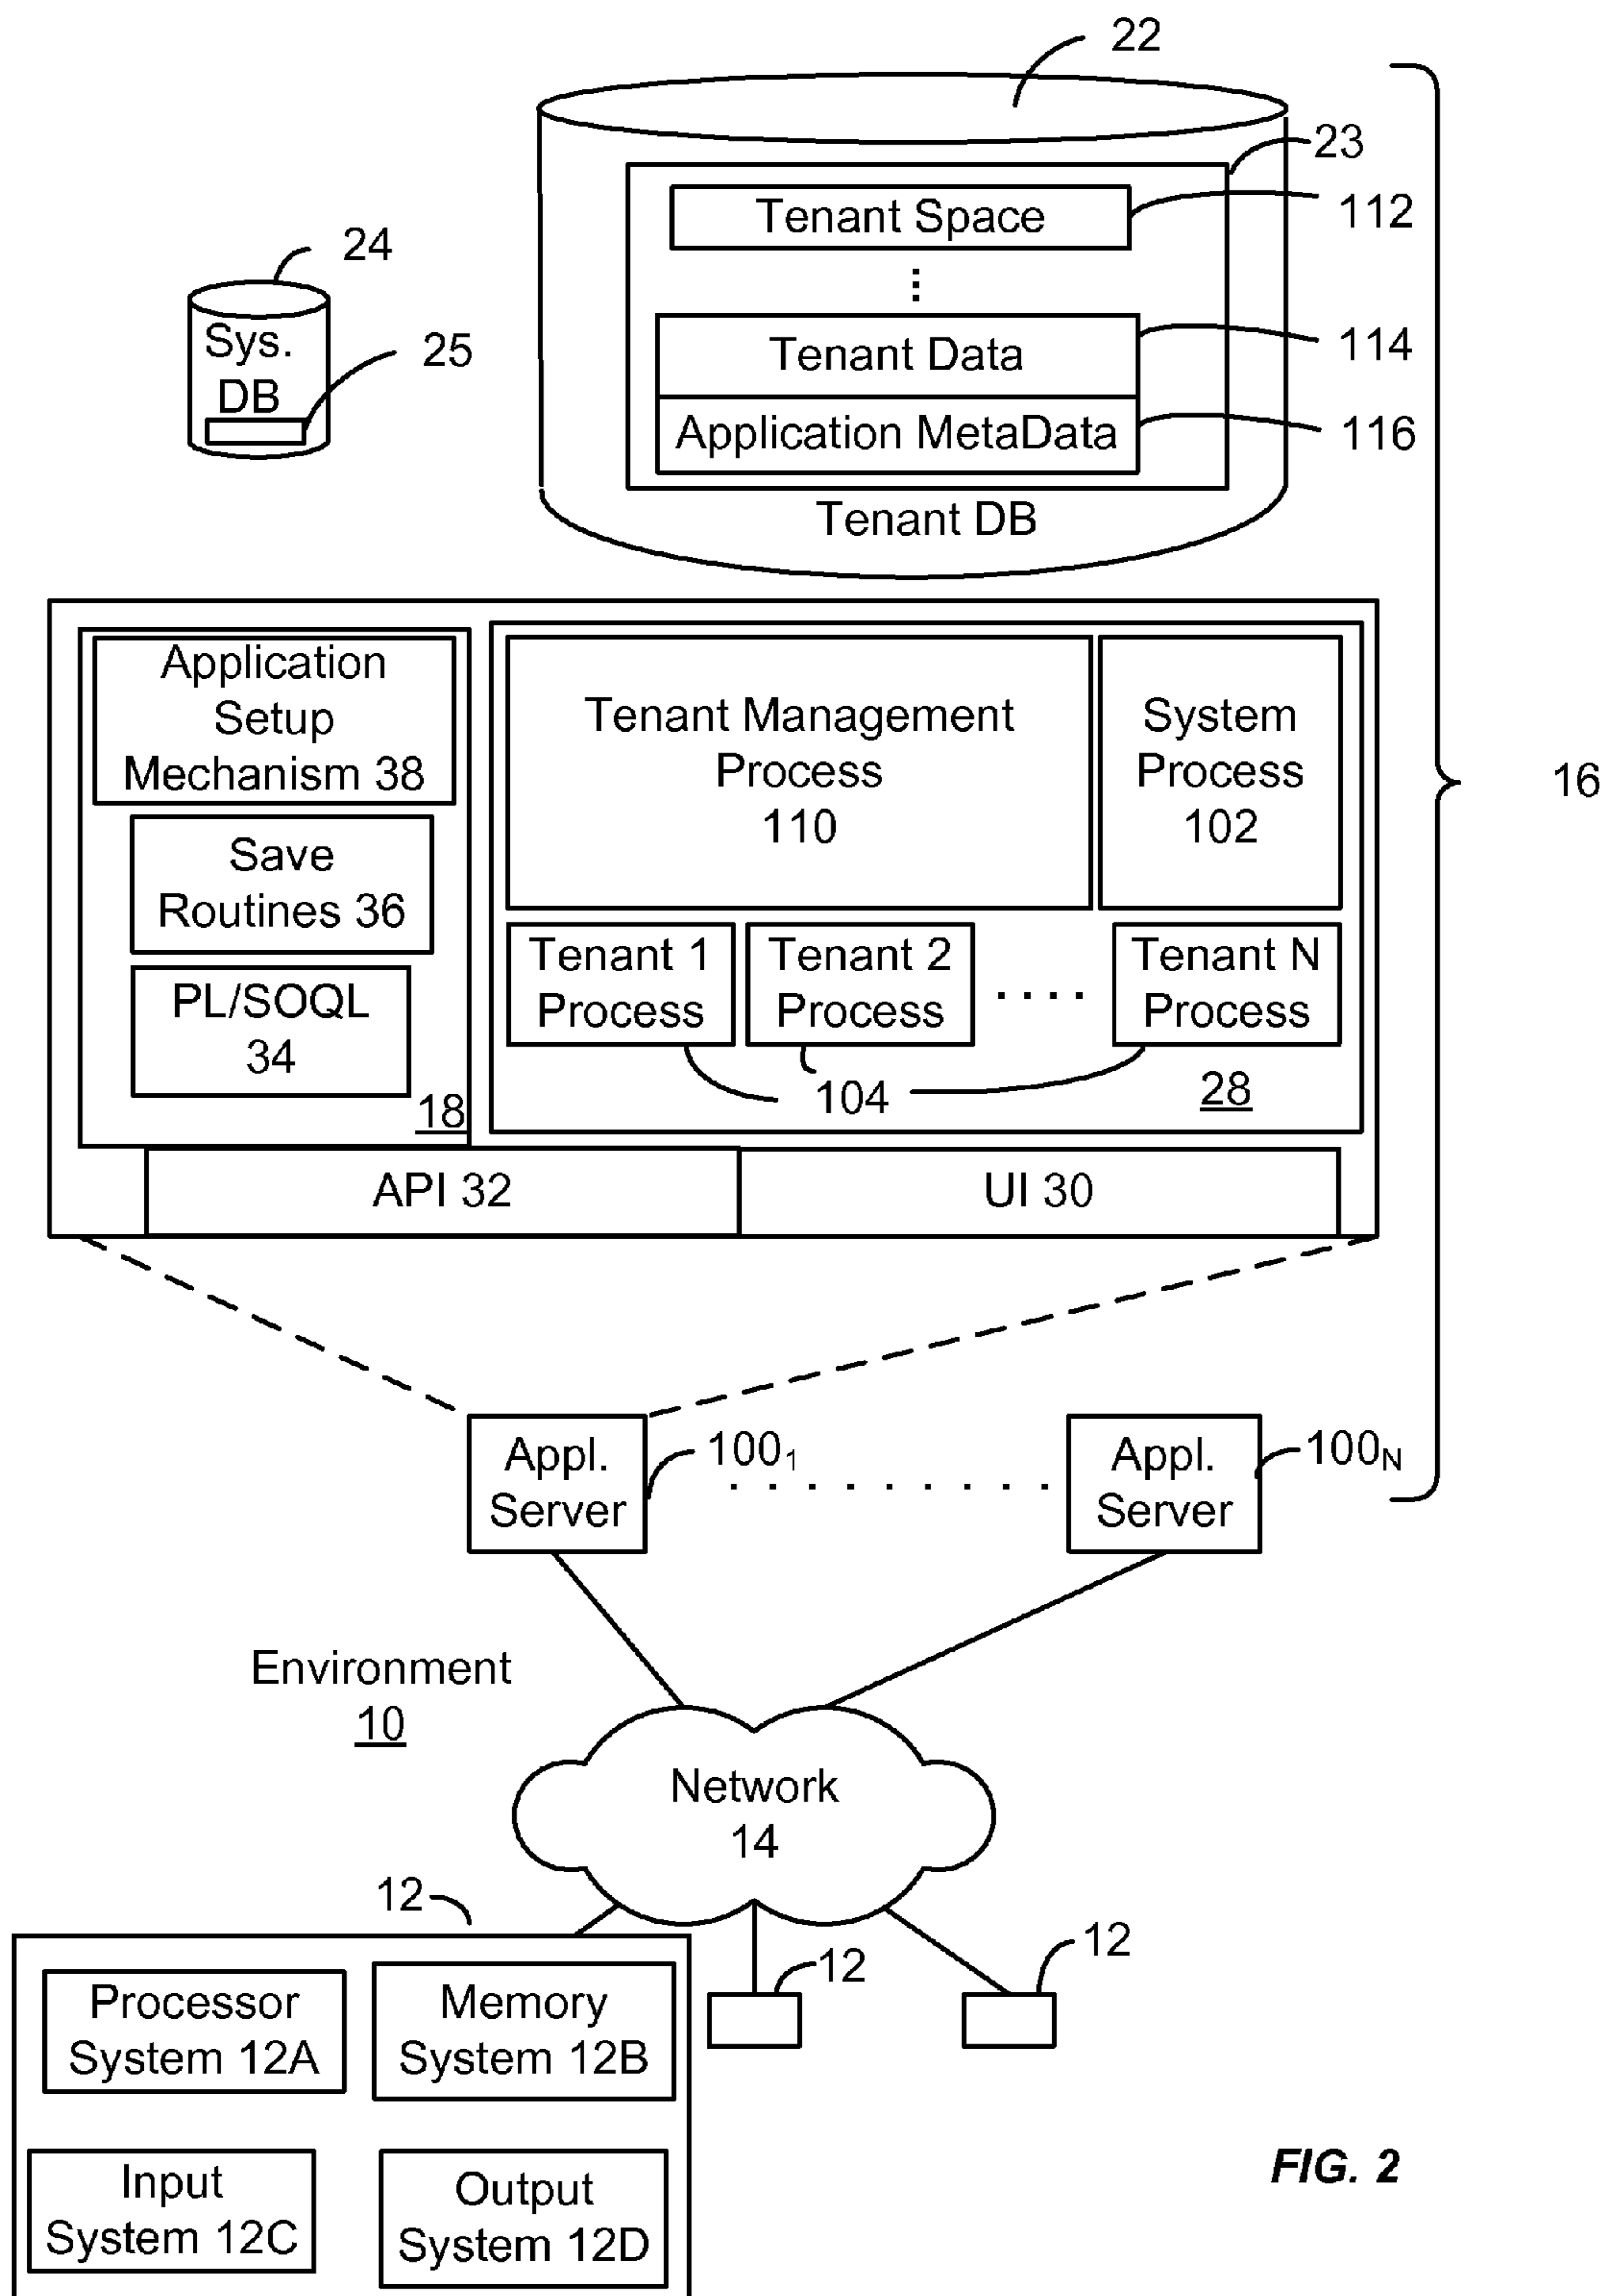 22
23
Tenant Space
112
24
Sys.
DB
25
Tenant Data
114
Application MetaData
116
Tenant DB
Application
Setup
Mechanism 38
Tenant Management
Process
110
System
Process
102
16
Save
Routines 36
Tenant 1
Process
Tenant 2
Process
Tenant N
Process
PL/SOQL
34
104
28
18
API 32
UI 30
Appl.
Server
100₁
Appl.
Server
100N
Environment
10
Network
14
12
12
12
Processor
System 12A
Memory
System 12B
Input
System 12C
Output
System 12D
FIG. 2